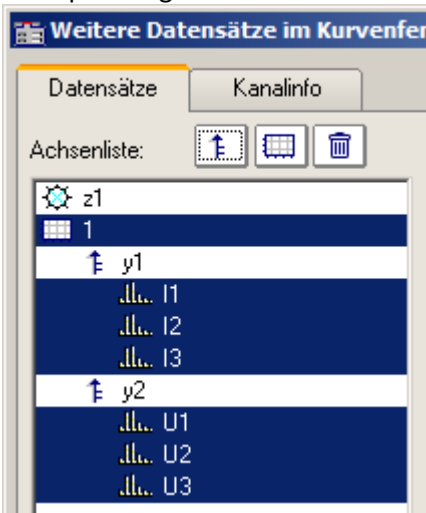 Weitere Datensätze im Kurvenfen
Datensätze
Kanalinfo
Achsenliste:
z1
1
y1
I1
I2
I3
y2
U1
U2
U3